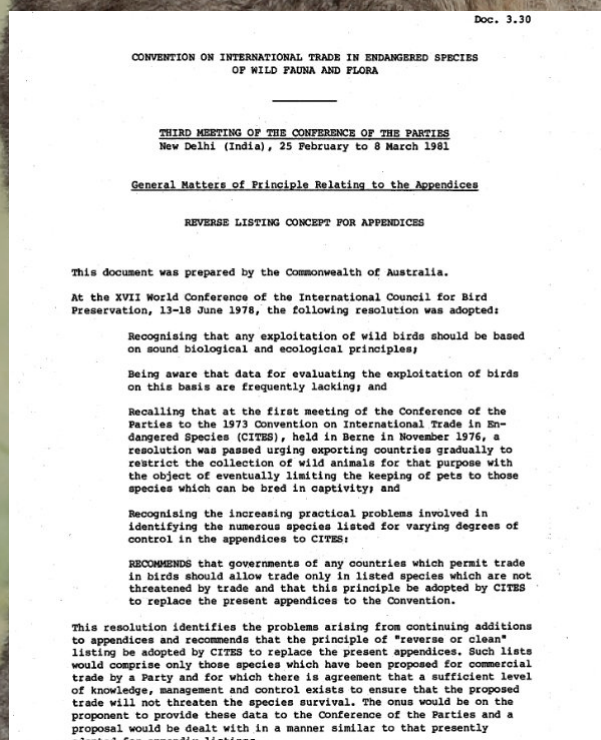 Doc. 3.30
CONVENTION ON INTERNATIONAL TRADE IN ENDANGERED SPECIES
OF WILD FAUNA AND FLORA
THIRD MEETING OF THE CONFERENCE OF THE PARTIES
New Delhi (India), 25 February to 8 March 1981
General Matters of Principle Relating to the Appendices
REVERSE LISTING CONCEPT FOR APPENDICES
This document was prepared by the Commonwealth of Australia.
At the XVII World Conference of the International Council for Bird
Preservation, 13-18 June 1978, the following resolution was adopted:
Recognising that any exploitation of wild birds should be based
on sound biological and ecological principles;
Being aware that data for evaluating the exploitation of birds
on this basis are frequently lacking; and
Recalling that at the first meeting of the Conference of the
Parties to the 1973 Convention on International Trade in En-
dangered Species (CITES), held in Berne in November 1976, a
resolution was passed urging exporting countries gradually to
restrict the collection of wild animals for that purpose with
the object of eventually limiting the keeping of pets to those
species which can be bred in captivity; and
Recognising the increasing practical problems involved in
identifying the numerous species listed for varying degrees of
control in the appendices to CITES:
RECOMMENDS that governments of any countries which permit trade
in birds should allow trade only in listed species which are not
threatened by trade and that this principle be adopted by CITES
to replace the present appendices to the Convention.
This resolution identifies the problems arising from continuing additions
to appendices and recommends that the principle of "reverse or clean"
listing be adopted by CITES to replace the present appendices. Such lists
would comprise only those species which have been proposed for commercial
trade by a Party and for which there is agreement that a sufficient level
of knowledge, management and control exists to ensure that the proposed
trade will not threaten the species survival. The onus would be on the
proponent to provide these data to the Conference of the Parties and a
proposal would be dealt with in a manner similar to that presently